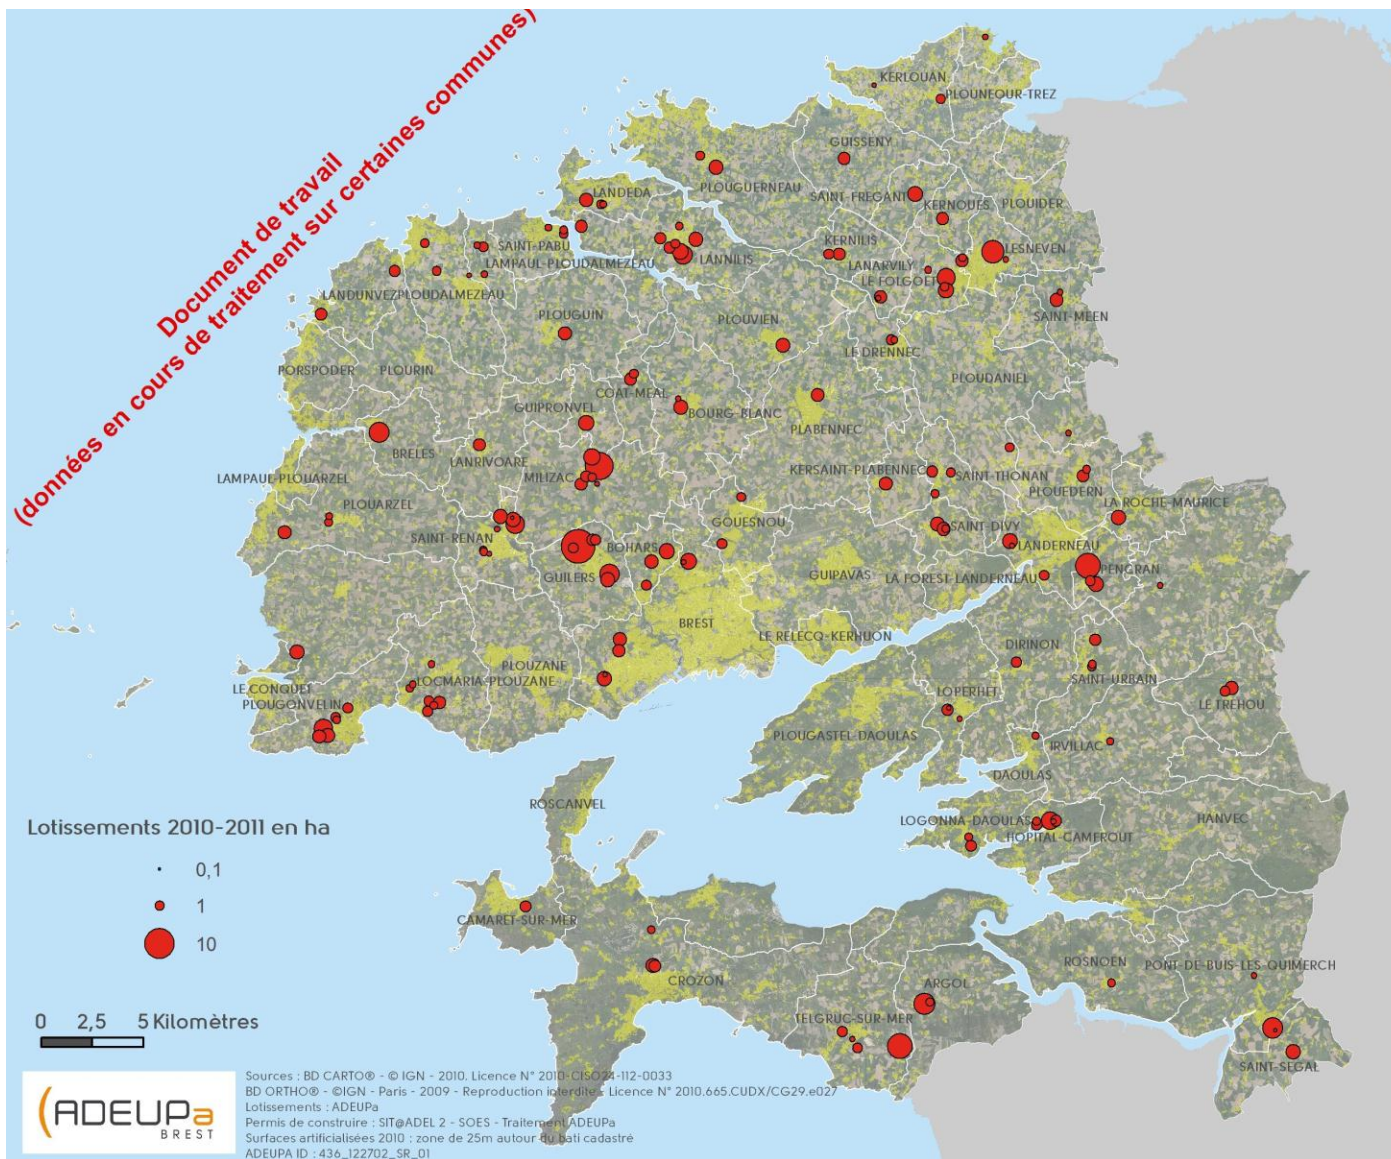 Document de travail
(données en cours de traitement sur certaines communes)
KERLOUAN
PLOUNEOUR-TREZ
GUISSENY
PLOUGUERNEAU
SAINT-FREGANT
KERNOUES
PLOUIDER
LANDEDA
SAINT-PABU
LAMPAUL-PLOUDALMEZEAU
LANNILIS
KERNILIS
LANARVILY
LE FOLGOET
LESNEVEN
LANDUNVEZ
PLOUDALMEZEAU
SAINT-MEEN
PLOUGUIN
PLOUVIEN
LE DRENNEC
PORSPODER
PLOURIN
PLOUDANIEL
COAT-MEAL
GUIPRONVEL
BOURG-BLANC
PLABENNEC
BRELES
LANRIVOARE
LAMPAUL-PLOUARZEL
MILIZAC
KERSAINT-PLABENNEC
SAINT-THONAN
PLOUEDERN
PLOUARZEL
LA ROCHE-MAURICE
GOUESNOU
SAINT-DIVY
SAINT-RENAN
BOHARS
LANDERNEAU
GUILERS
GUIPAVAS
LA FOREST-LANDERNEAU
PENCRAN
BREST
LE RELECQ-KERHUON
DIRINON
PLOUZANE
LOCMARIA-PLOUZANE
SAINT-URBAIN
LE CONQUET
PLOUGONVELIN
LOPERHET
LE TREHOU
PLOUGASTEL-DAOULAS
IRVILLAC
DAOULAS
ROSCANVEL
LOGONNA-DAOULAS
HOPITAL-CAMFROUT
HANVEC
Lotissements 2010-2011 en ha
0,1
1
10
CAMARET-SUR-MER
CROZON
ROSNOEN
PONT-DE-BUIS-LES-QUIMERCH
ARGOL
TELGRUC-SUR-MER
SAINT-SEGAL
0 2,5 5 Kilomètres
(ADEUPa
BREST
Sources : BD CARTO® - © IGN - 2010. Licence N° 2010-CISO24-112-0033
BD ORTHO® - ©IGN - Paris - 2009 - Reproduction interdite - Licence N° 2010.665.CUDX/CG29.e027
Lotissements : ADEUPa
Permis de construire : SIT@ADEL 2 - SOES - Traitement ADEUPa
Surfaces artificialisées 2010 : zone de 25m autour du bati cadastré
ADEUPA ID : 436_122702_SR_01